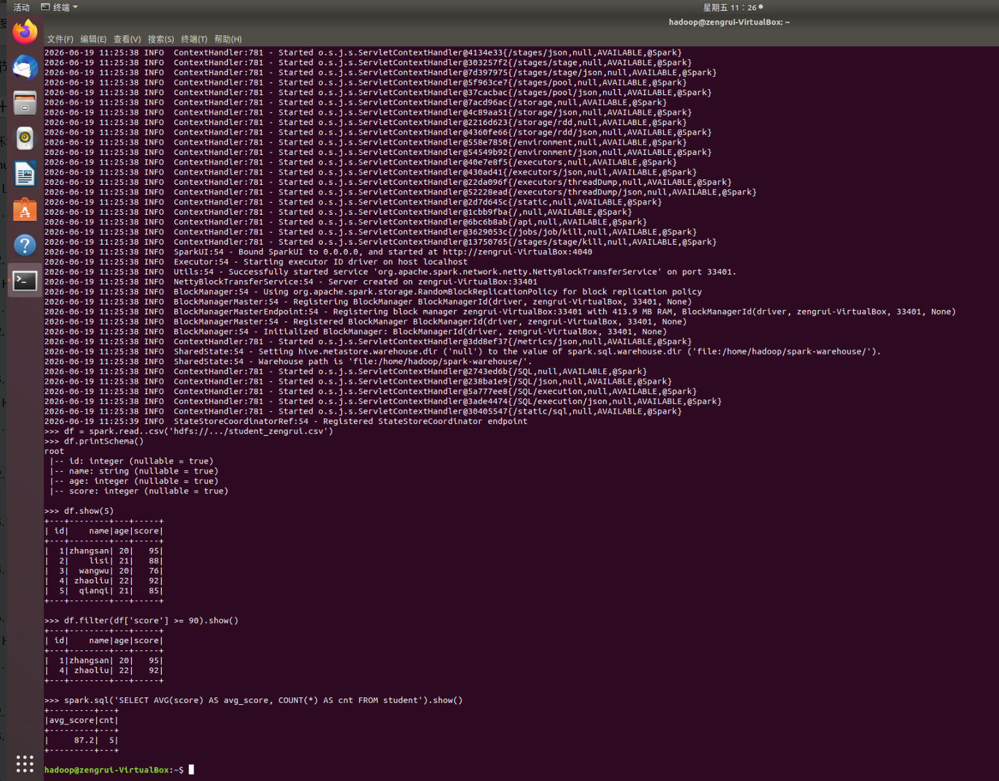 活动 终端 星期五 11：26
hadoop@zengrui-VirtualBox: ~
文件(F) 编辑(E) 查看(V) 搜索(S) 终端(T) 帮助(H)
2026-06-19 11:25:38 INFO  ContextHandler:781 - Started o.s.j.s.ServletContextHandler@4134e33{/stages/json,null,AVAILABLE,@Spark}
2026-06-19 11:25:38 INFO  ContextHandler:781 - Started o.s.j.s.ServletContextHandler@303257f2{/stages/stage,null,AVAILABLE,@Spark}
2026-06-19 11:25:38 INFO  ContextHandler:781 - Started o.s.j.s.ServletContextHandler@7d397975{/stages/stage/json,null,AVAILABLE,@Spark}
2026-06-19 11:25:38 INFO  ContextHandler:781 - Started o.s.j.s.ServletContextHandler@5f963ce7{/stages/pool,null,AVAILABLE,@Spark}
2026-06-19 11:25:38 INFO  ContextHandler:781 - Started o.s.j.s.ServletContextHandler@37cacbac{/stages/pool/json,null,AVAILABLE,@Spark}
2026-06-19 11:25:38 INFO  ContextHandler:781 - Started o.s.j.s.ServletContextHandler@7acd96ac{/storage,null,AVAILABLE,@Spark}
2026-06-19 11:25:38 INFO  ContextHandler:781 - Started o.s.j.s.ServletContextHandler@4c89aa51{/storage/json,null,AVAILABLE,@Spark}
2026-06-19 11:25:38 INFO  ContextHandler:781 - Started o.s.j.s.ServletContextHandler@2216d623{/storage/rdd,null,AVAILABLE,@Spark}
2026-06-19 11:25:38 INFO  ContextHandler:781 - Started o.s.j.s.ServletContextHandler@4360fe66{/storage/rdd/json,null,AVAILABLE,@Spark}
2026-06-19 11:25:38 INFO  ContextHandler:781 - Started o.s.j.s.ServletContextHandler@558e7850{/environment,null,AVAILABLE,@Spark}
2026-06-19 11:25:38 INFO  ContextHandler:781 - Started o.s.j.s.ServletContextHandler@54549b92{/environment/json,null,AVAILABLE,@Spark}
2026-06-19 11:25:38 INFO  ContextHandler:781 - Started o.s.j.s.ServletContextHandler@40e7e8f5{/executors,null,AVAILABLE,@Spark}
2026-06-19 11:25:38 INFO  ContextHandler:781 - Started o.s.j.s.ServletContextHandler@430ad41{/executors/json,null,AVAILABLE,@Spark}
2026-06-19 11:25:38 INFO  ContextHandler:781 - Started o.s.j.s.ServletContextHandler@22da096f{/executors/threadDump,null,AVAILABLE,@Spark}
2026-06-19 11:25:38 INFO  ContextHandler:781 - Started o.s.j.s.ServletContextHandler@52228ead{/executors/threadDump/json,null,AVAILABLE,@Spark}
2026-06-19 11:25:38 INFO  ContextHandler:781 - Started o.s.j.s.ServletContextHandler@2d7d645c{/static,null,AVAILABLE,@Spark}
2026-06-19 11:25:38 INFO  ContextHandler:781 - Started o.s.j.s.ServletContextHandler@1cbb9fba{/,null,AVAILABLE,@Spark}
2026-06-19 11:25:38 INFO  ContextHandler:781 - Started o.s.j.s.ServletContextHandler@6bc6b8ab{/api,null,AVAILABLE,@Spark}
2026-06-19 11:25:38 INFO  ContextHandler:781 - Started o.s.j.s.ServletContextHandler@3629053c{/jobs/job/kill,null,AVAILABLE,@Spark}
2026-06-19 11:25:38 INFO  ContextHandler:781 - Started o.s.j.s.ServletContextHandler@13750765{/stages/stage/kill,null,AVAILABLE,@Spark}
2026-06-19 11:25:38 INFO  SparkUI:54 - Bound SparkUI to 0.0.0.0, and started at http://zengrui-VirtualBox:4040
2026-06-19 11:25:38 INFO  Executor:54 - Starting executor ID driver on host localhost
2026-06-19 11:25:38 INFO  Utils:54 - Successfully started service 'org.apache.spark.network.netty.NettyBlockTransferService' on port 33401.
2026-06-19 11:25:38 INFO  NettyBlockTransferService:54 - Server created on zengrui-VirtualBox:33401
2026-06-19 11:25:38 INFO  BlockManager:54 - Using org.apache.spark.storage.RandomBlockReplicationPolicy for block replication policy
2026-06-19 11:25:38 INFO  BlockManagerMaster:54 - Registering BlockManager BlockManagerId(driver, zengrui-VirtualBox, 33401, None)
2026-06-19 11:25:38 INFO  BlockManagerMasterEndpoint:54 - Registering block manager zengrui-VirtualBox:33401 with 413.9 MB RAM, BlockManagerId(driver, zengrui-VirtualBox, 33401, None)
2026-06-19 11:25:38 INFO  BlockManagerMaster:54 - Registered BlockManager BlockManagerId(driver, zengrui-VirtualBox, 33401, None)
2026-06-19 11:25:38 INFO  BlockManager:54 - Initialized BlockManager: BlockManagerId(driver, zengrui-VirtualBox, 33401, None)
2026-06-19 11:25:38 INFO  ContextHandler:781 - Started o.s.j.s.ServletContextHandler@3dd8ef37{/metrics/json,null,AVAILABLE,@Spark}
2026-06-19 11:25:38 INFO  SharedState:54 - Setting hive.metastore.warehouse.dir ('null') to the value of spark.sql.warehouse.dir ('file:/home/hadoop/spark-warehouse/').
2026-06-19 11:25:38 INFO  SharedState:54 - Warehouse path is 'file:/home/hadoop/spark-warehouse/'.
2026-06-19 11:25:38 INFO  ContextHandler:781 - Started o.s.j.s.ServletContextHandler@2743ed6b{/SQL,null,AVAILABLE,@Spark}
2026-06-19 11:25:38 INFO  ContextHandler:781 - Started o.s.j.s.ServletContextHandler@238ba1e9{/SQL/json,null,AVAILABLE,@Spark}
2026-06-19 11:25:38 INFO  ContextHandler:781 - Started o.s.j.s.ServletContextHandler@5a777ee8{/SQL/execution,null,AVAILABLE,@Spark}
2026-06-19 11:25:38 INFO  ContextHandler:781 - Started o.s.j.s.ServletContextHandler@3ade4474{/SQL/execution/json,null,AVAILABLE,@Spark}
2026-06-19 11:25:38 INFO  ContextHandler:781 - Started o.s.j.s.ServletContextHandler@30405547{/static/sql,null,AVAILABLE,@Spark}
2026-06-19 11:25:39 INFO  StateStoreCoordinatorRef:54 - Registered StateStoreCoordinator endpoint
>>> df = spark.read..csv('hdfs://.../student_zengrui.csv')
>>> df.printSchema()
root
 |-- id: integer (nullable = true)
 |-- name: string (nullable = true)
 |-- age: integer (nullable = true)
 |-- score: integer (nullable = true)
>>> df.show(5)
+---+--------+---+-----+
| id|    name|age|score|
+---+--------+---+-----+
|  1|zhangsan| 20|   95|
|  2|    lisi| 21|   88|
|  3|  wangwu| 20|   76|
|  4| zhaoliu| 22|   92|
|  5|  qianqi| 21|   85|
+---+--------+---+-----+
>>> df.filter(df['score'] >= 90).show()
+---+--------+---+-----+
| id|    name|age|score|
+---+--------+---+-----+
|  1|zhangsan| 20|   95|
|  4| zhaoliu| 22|   92|
+---+--------+---+-----+
>>> spark.sql('SELECT AVG(score) AS avg_score, COUNT(*) AS cnt FROM student').show()
+---------+---+
|avg_score|cnt|
+---------+---+
|     87.2|  5|
+---------+---+
hadoop@zengrui-VirtualBox:~$